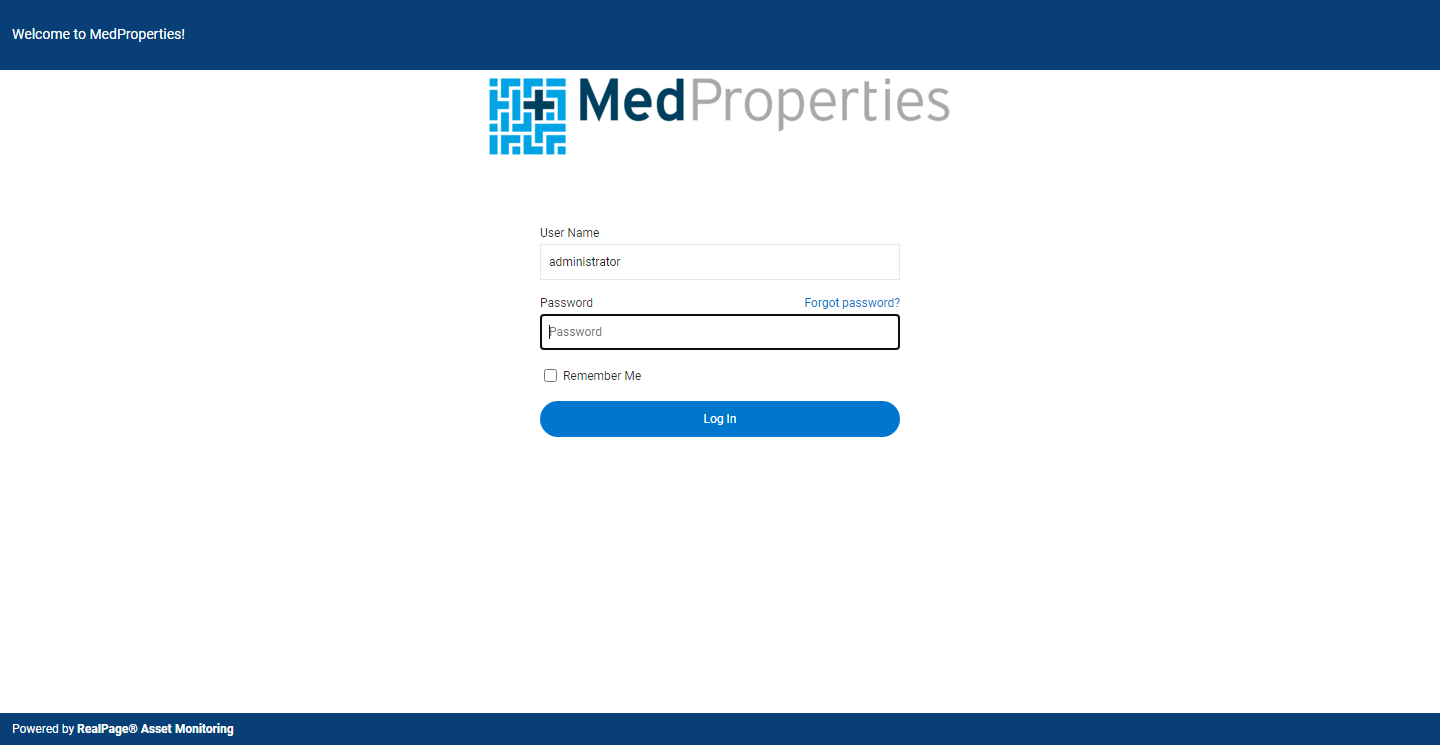 Welcome to MedProperties!
MedProperties
User Name
administrator
Password Forgot password?
Password
Remember Me
Log In
Powered by RealPage® Asset Monitoring